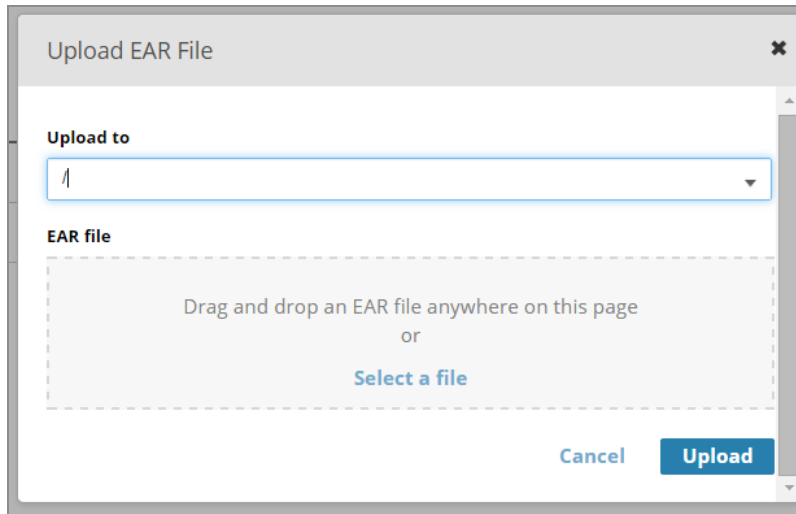 Upload EAR File
Upload to
/
EAR file
Drag and drop an EAR file anywhere on this page
or
Select a file
Cancel
Upload